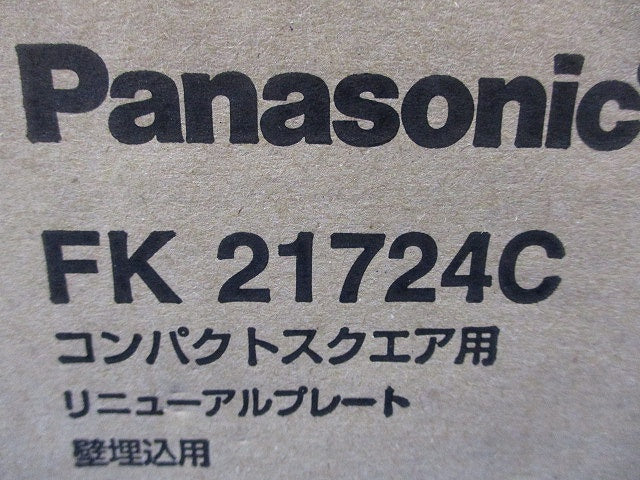 Panasonic
FK 21724C
コンパクトスクエア用
リニューアルプレート
壁埋込用